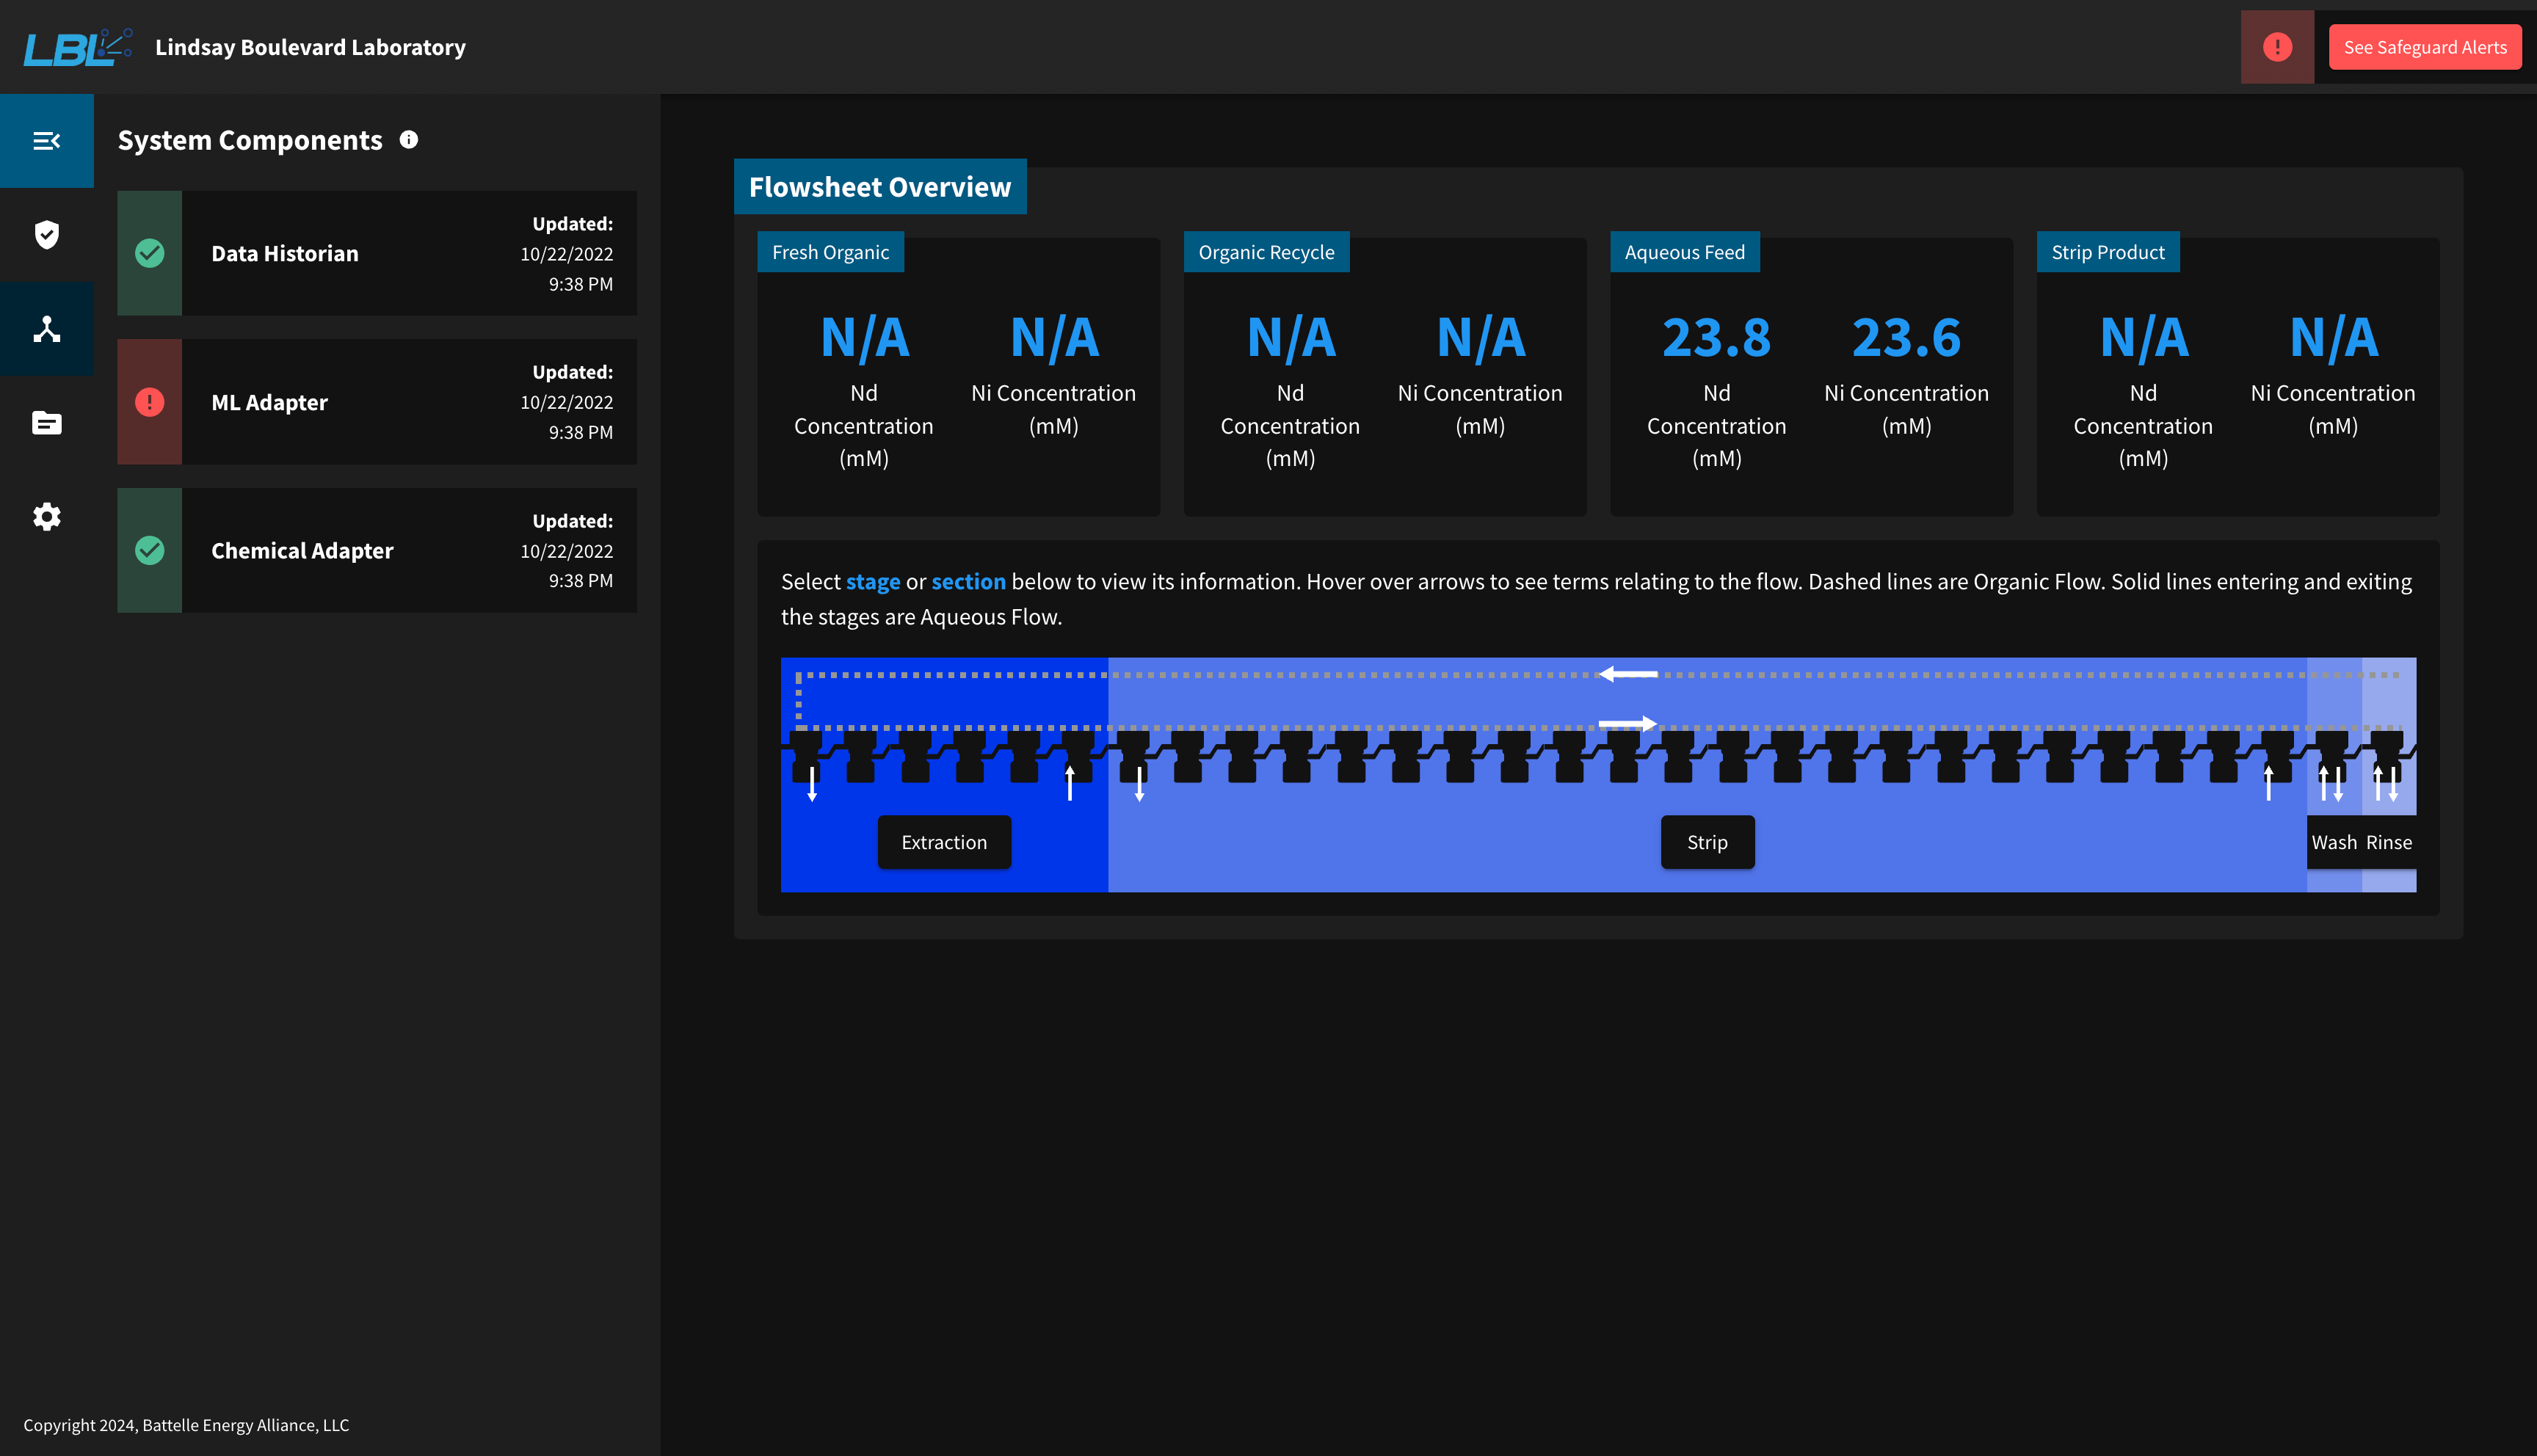 LBL
Lindsay Boulevard Laboratory
See Safeguard Alerts
System Components
Data Historian
Updated:
10/22/2022
9:38 PM
ML Adapter
Updated:
10/22/2022
9:38 PM
Chemical Adapter
Updated:
10/22/2022
9:38 PM
Flowsheet Overview
Fresh Organic
N/A
Nd
Concentration
(mM)
N/A
Ni Concentration
(mM)
Organic Recycle
N/A
Nd
Concentration
(mM)
N/A
Ni Concentration
(mM)
Aqueous Feed
23.8
Nd
Concentration
(mM)
23.6
Ni Concentration
(mM)
Strip Product
N/A
Nd
Concentration
(mM)
N/A
Ni Concentration
(mM)
Select stage or section below to view its information. Hover over arrows to see terms relating to the flow. Dashed lines are Organic Flow. Solid lines entering and exiting
the stages are Aqueous Flow.
Extraction
Strip
Wash
Rinse
Copyright 2024, Battelle Energy Alliance, LLC